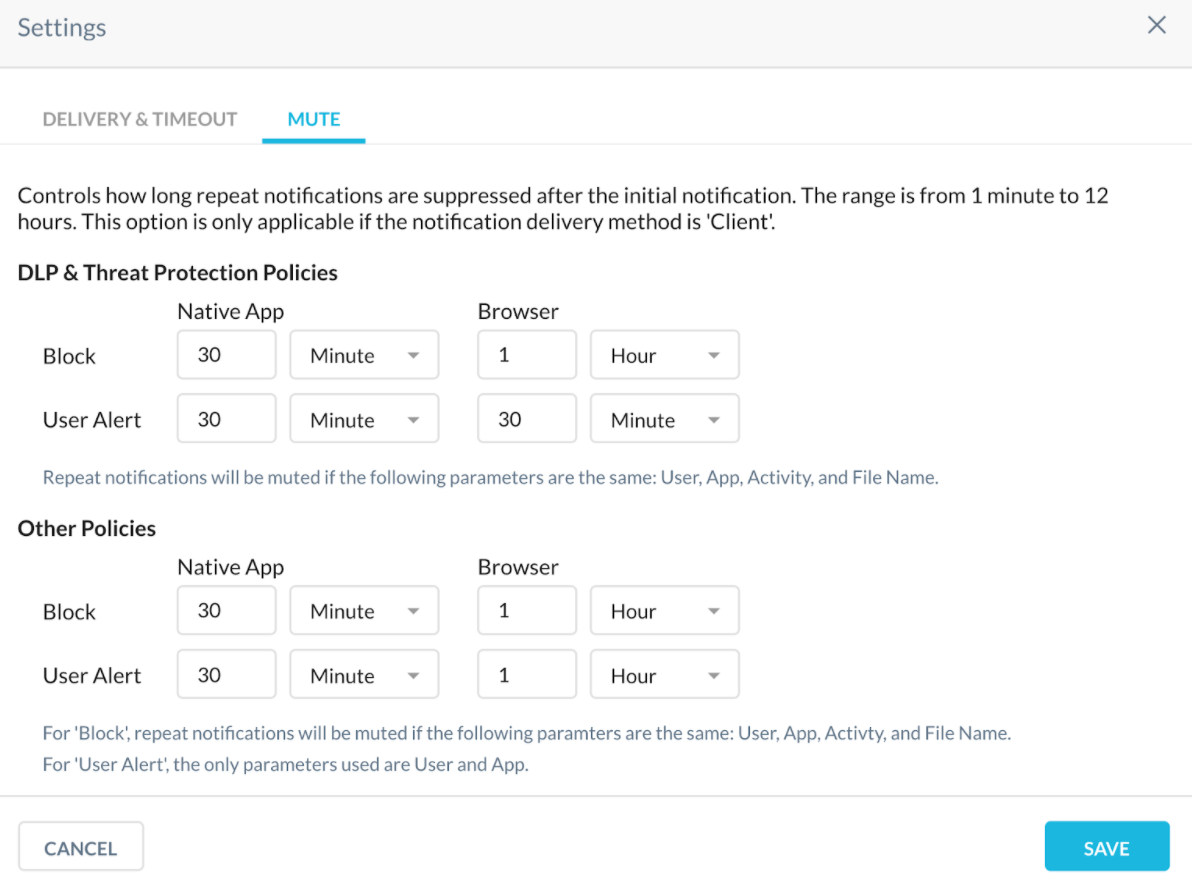 Settings
DELIVERY & TIMEOUT MUTE
Controls how long repeat notifications are suppressed after the initial notification. The range is from 1 minute to 12
hours. This option is only applicable if the notification delivery method is 'Client'.
DLP & Threat Protection Policies
Native App Browser
Block 30 Minute 1 Hour
User Alert 30 Minute 30 Minute
Repeat notifications will be muted if the following parameters are the same: User, App, Activity, and File Name.
Other Policies
Native App Browser
Block 30 Minute 1 Hour
User Alert 30 Minute 1 Hour
For 'Block', repeat notifications will be muted if the following paramters are the same: User, App, Activty, and File Name.
For 'User Alert', the only parameters used are User and App.
CANCEL SAVE